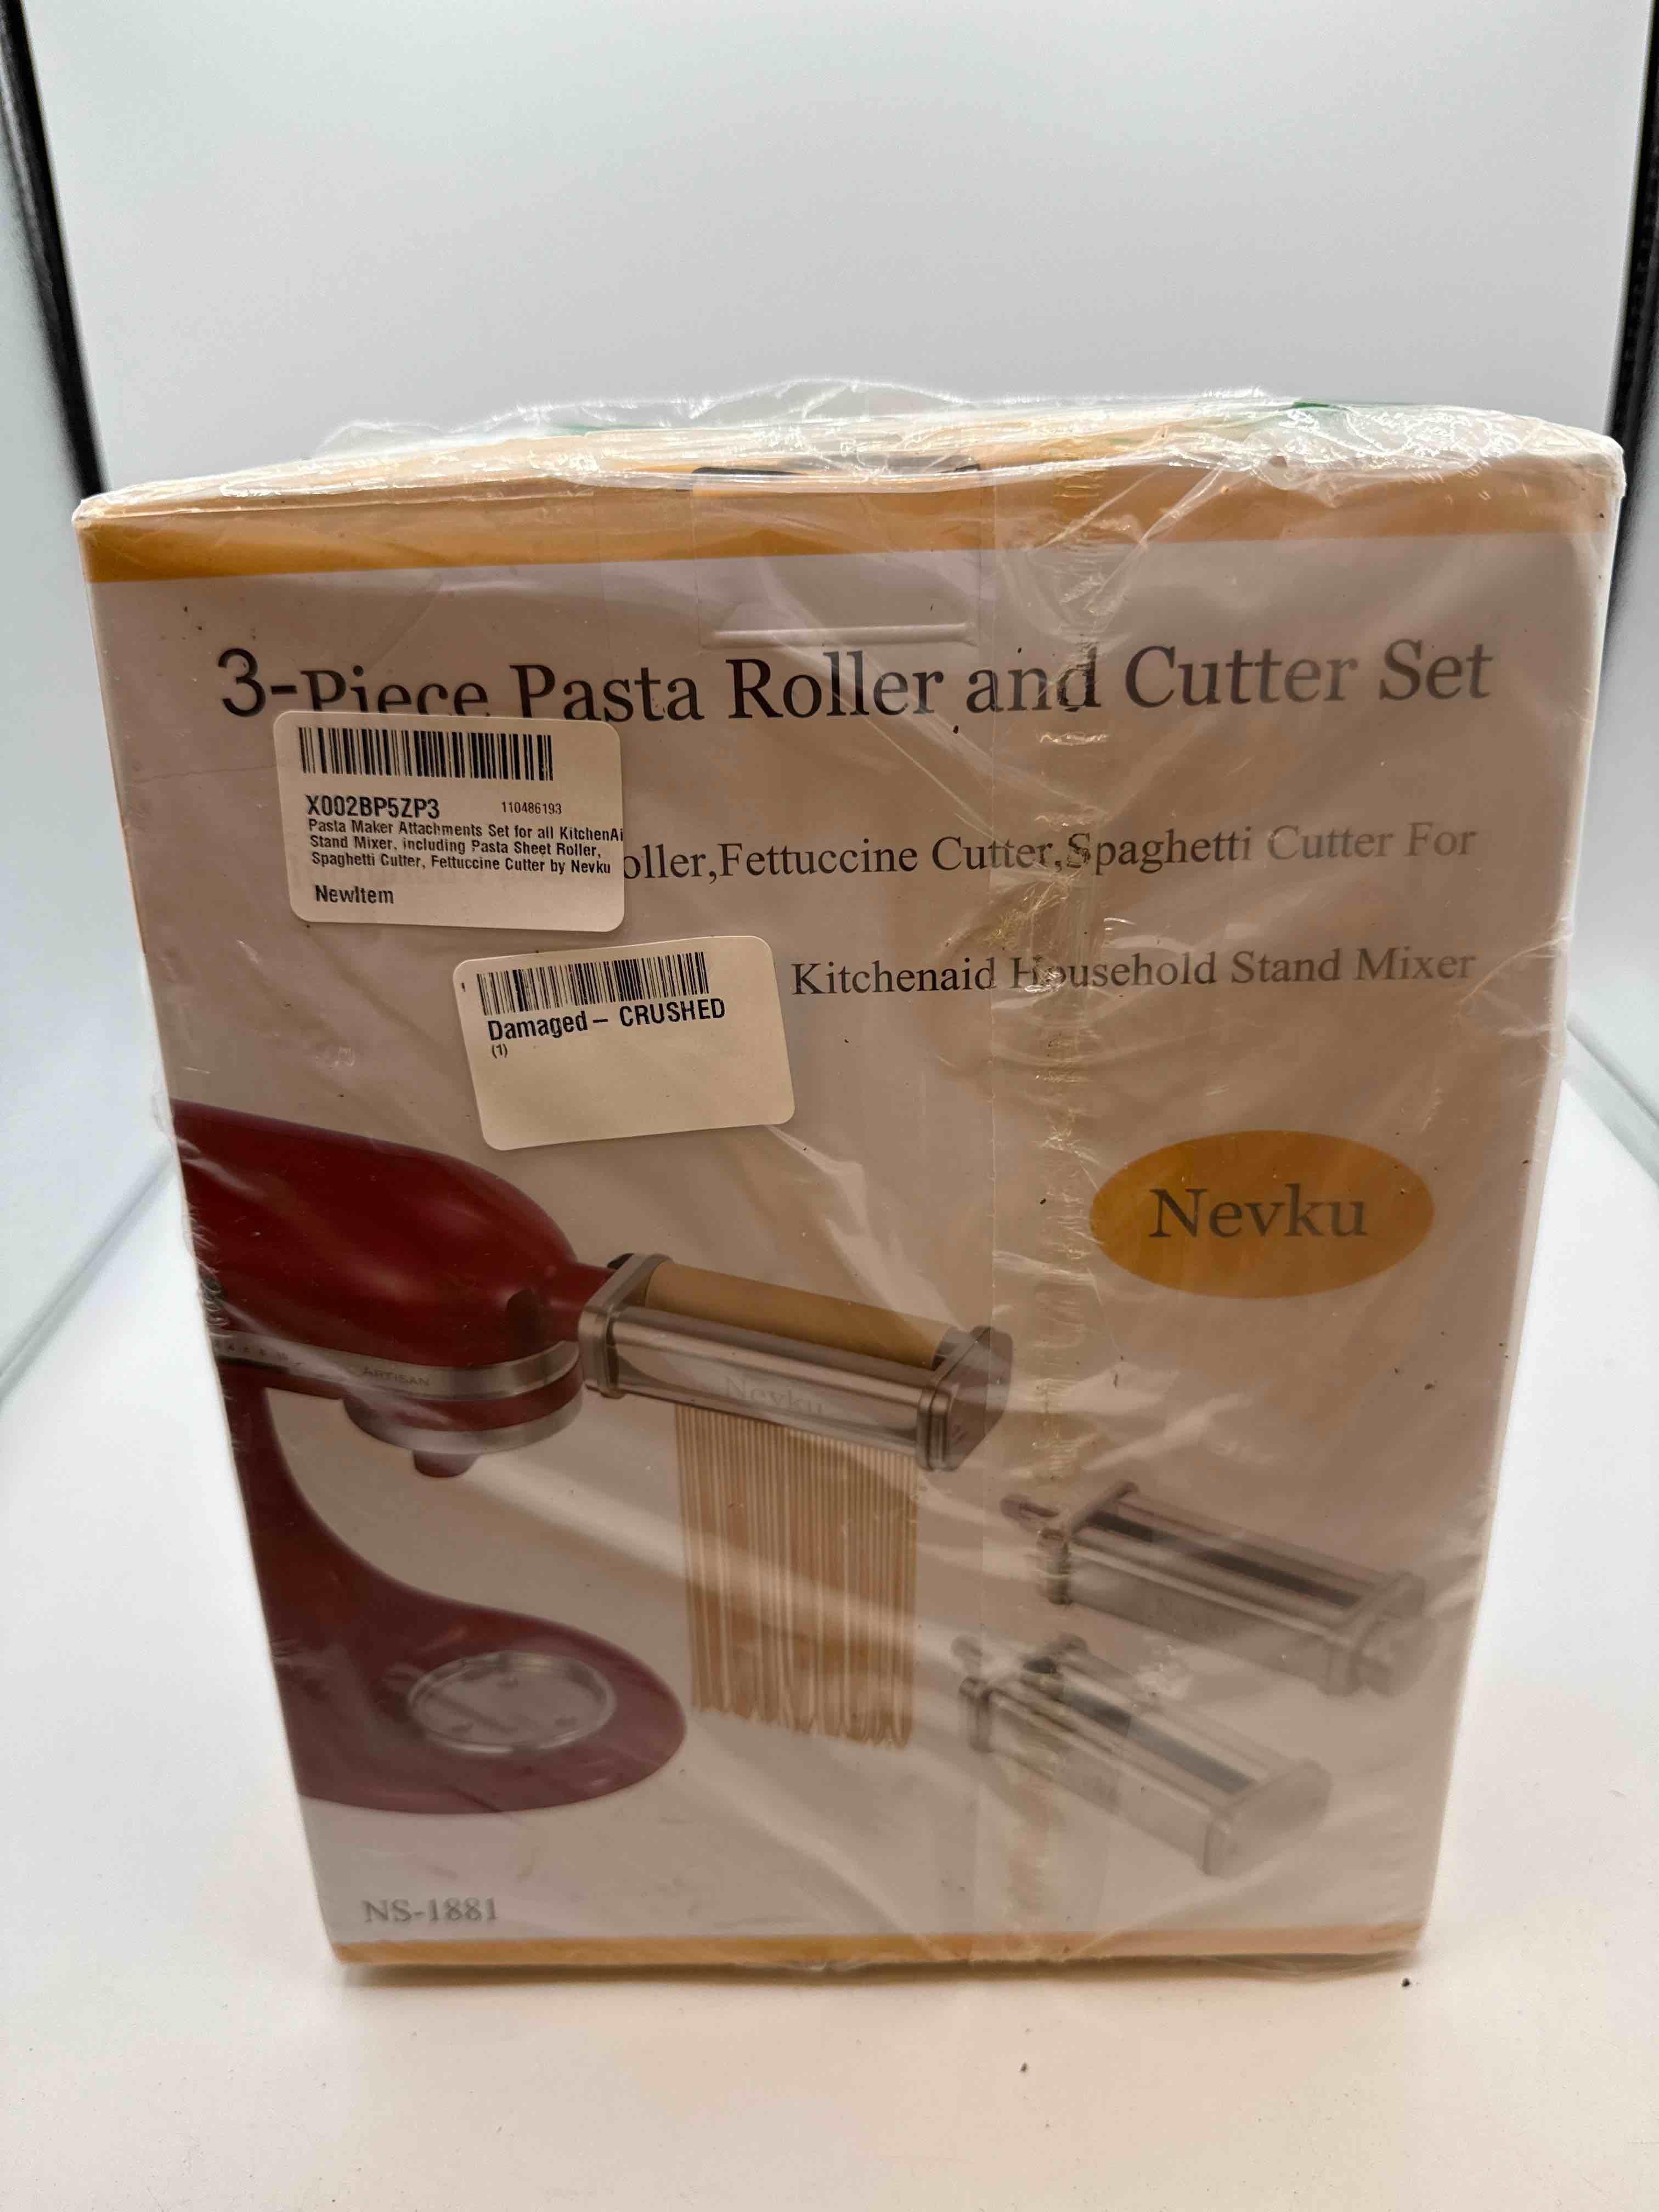 3-Piece Pasta Roller and Cutter Set
X002BP5ZP3 110486193
Pasta Maker Attachments Set for all KitchenAi
Stand Mixer, including Pasta Sheet Roller,
Spaghetti Cutter, Fettuccine Cutter by Nevku
NewItem
oller,Fettuccine Cutter,Spaghetti Cutter For
Kitchenaid Household Stand Mixer
Damaged – CRUSHED
(1)
Nevku
ARTISAN
Nevku
NS-1881